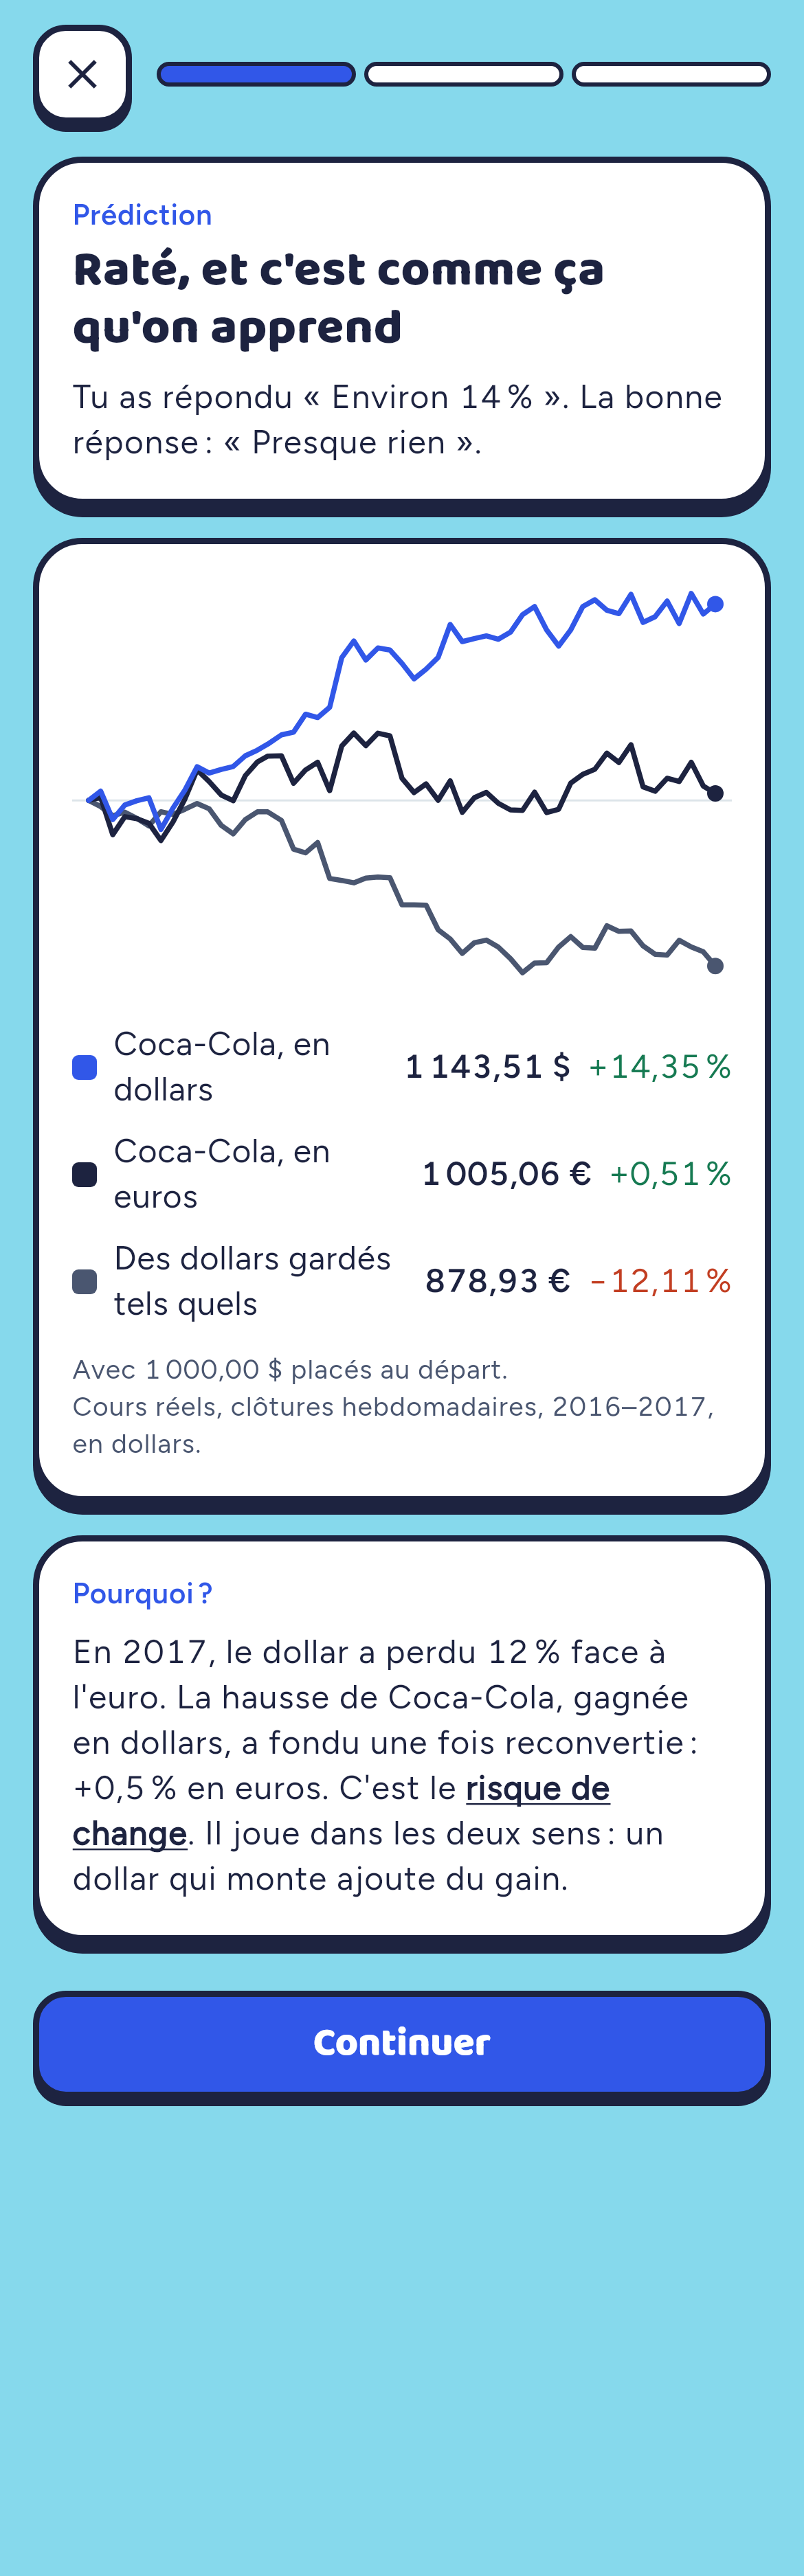 Prédiction
Raté, et c'est comme ça
qu'on apprend
Tu as répondu « Environ 14 % ». La bonne
réponse : « Presque rien ».
Coca-Cola, en
dollars
1 143,51 $ +14,35 %
Coca-Cola, en
euros
1 005,06 € +0,51 %
Des dollars gardés
tels quels
878,93 € −12,11 %
Avec 1 000,00 $ placés au départ.
Cours réels, clôtures hebdomadaires, 2016–2017,
en dollars.
Pourquoi ?
En 2017, le dollar a perdu 12 % face à
l'euro. La hausse de Coca-Cola, gagnée
en dollars, a fondu une fois reconvertie :
+0,5 % en euros. C'est le risque de
change. Il joue dans les deux sens : un
dollar qui monte ajoute du gain.
Continuer